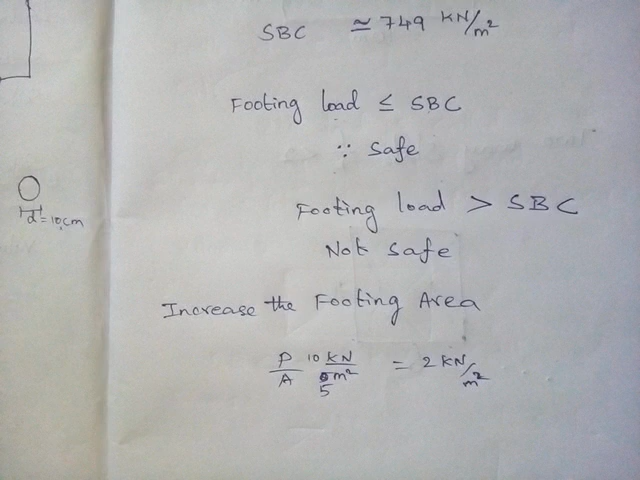 SBC ≃ 749 KN/m²
Footing load ≤ SBC
∵ safe
d = 10cm
Footing load > SBC
Not safe
Increase the Footing Area
P/A 10 KN/5 m² = 2 KN/m²